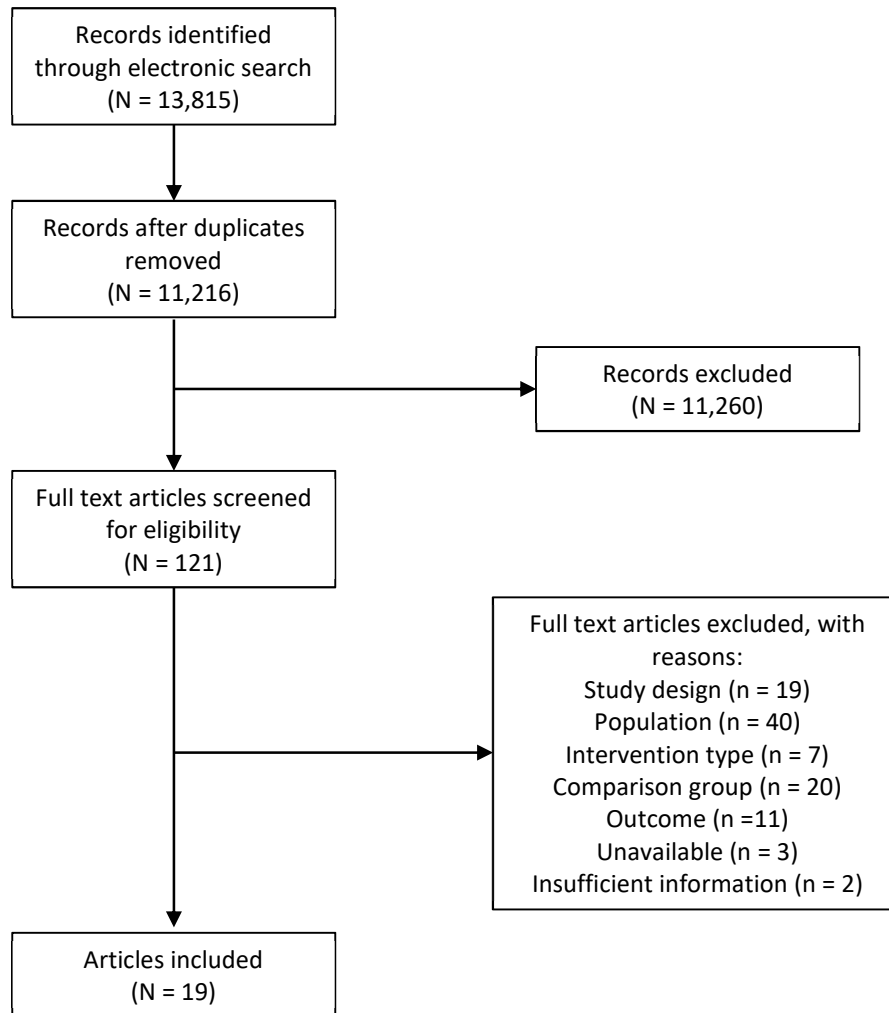 Records identified
through electronic search
(N = 13,815)
Records after duplicates
removed
(N = 11,216)
Records excluded
(N = 11,260)
Full text articles screened
for eligibility
(N = 121)
Full text articles excluded, with
reasons:
Study design (n = 19)
Population (n = 40)
Intervention type (n = 7)
Comparison group (n = 20)
Outcome (n =11)
Unavailable (n = 3)
Insufficient information (n = 2)
Articles included
(N = 19)